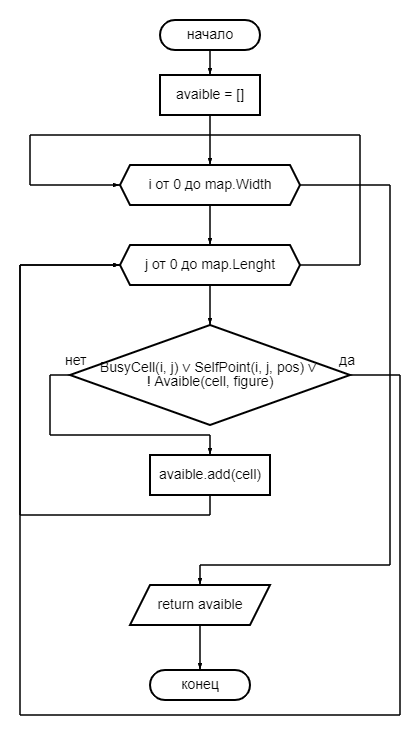 начало
avaible = []
i от 0 до map.Width
j от 0 до map.Lenght
нет
да
BusyCell(i, j) ∨ SelfPoint(i, j, pos) ∨
! Avaible(cell, figure)
avaible.add(cell)
return avaible
конец